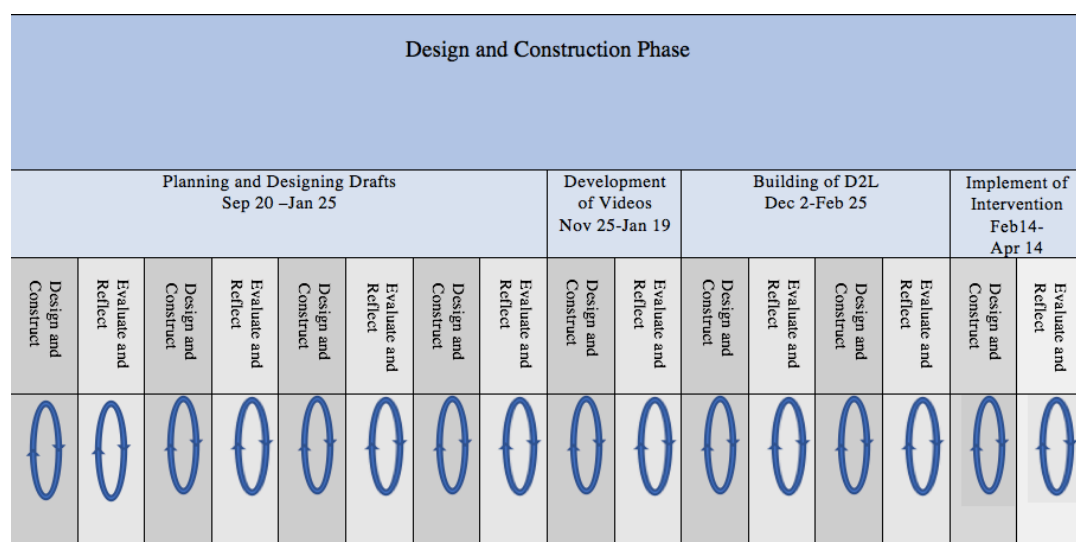 Design and Construction Phase
Planning and Designing Drafts
Sep 20 –Jan 25
Development
of Videos
Nov 25-Jan 19
Building of D2L
Dec 2-Feb 25
Implement of
Intervention
Feb14-
Apr 14
Design and
Construct
Evaluate and
Reflect
Design and
Construct
Evaluate and
Reflect
Design and
Construct
Evaluate and
Reflect
Design and
Construct
Evaluate and
Reflect
Design and
Construct
Evaluate and
Reflect
Design and
Construct
Evaluate and
Reflect
Design and
Construct
Evaluate and
Reflect
Design and
Construct
Evaluate and
Reflect